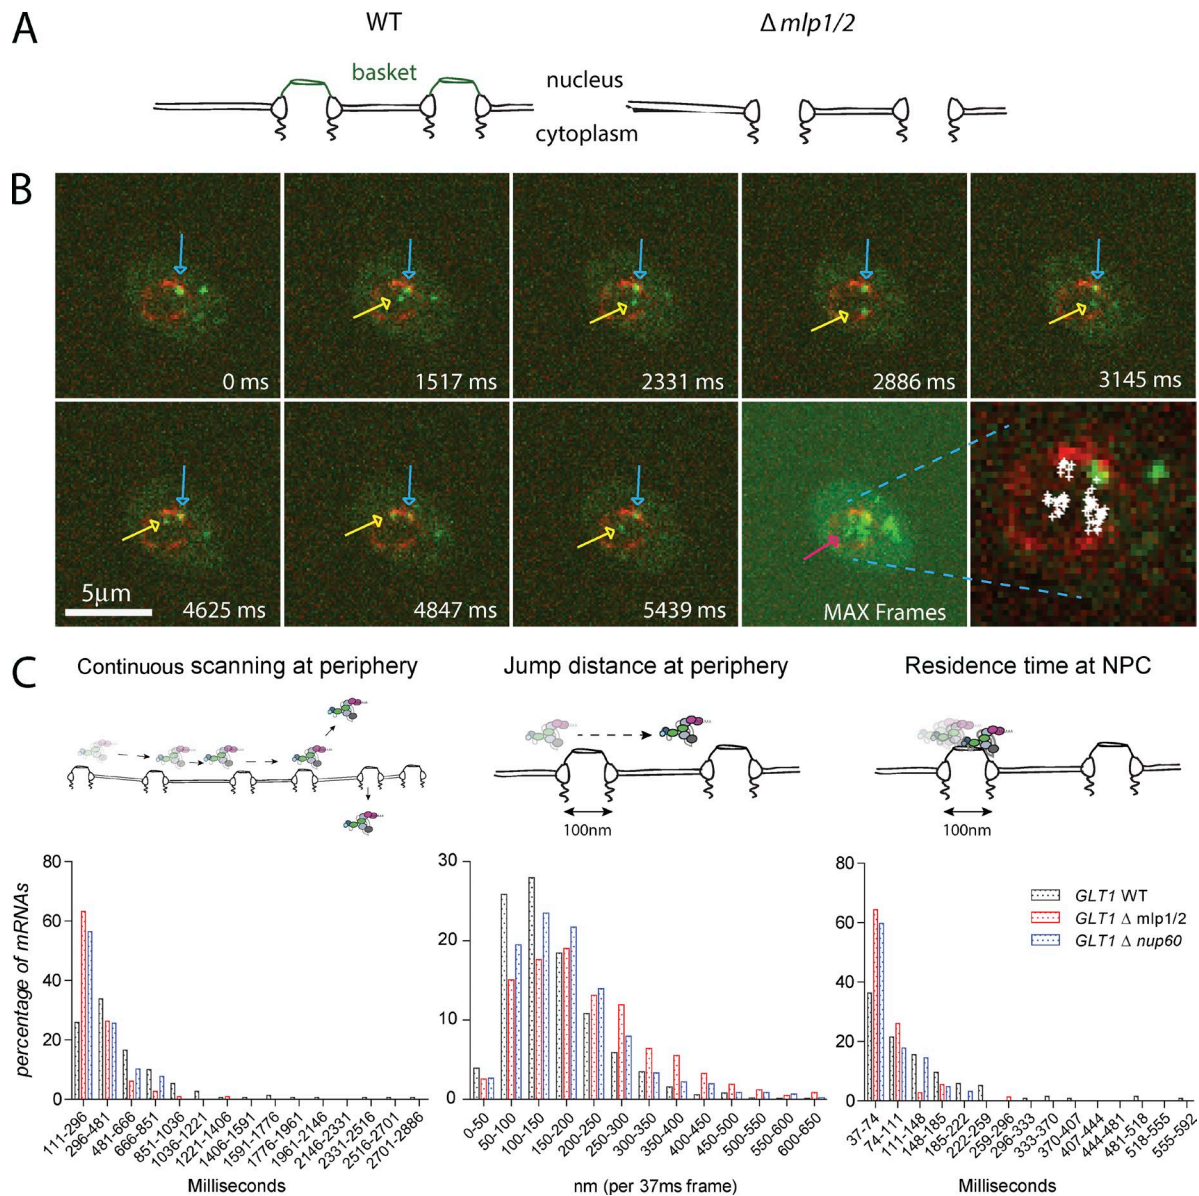 A
WT
Δ mlp1/2
basket
nucleus
cytoplasm
B
0 ms
1517 ms
2331 ms
2886 ms
3145 ms
5μm
4625 ms
4847 ms
5439 ms
MAX Frames
C
Continuous scanning at periphery
Jump distance at periphery
Residence time at NPC
100nm
100nm
percentage of mRNAs
80
60
40
20
0
111-296
296-481
481-666
666-851
851-1036
1036-1221
1221-1406
1406-1591
1591-1776
1776-1961
1961-2146
2146-2331
2331-2516
2516-2701
2701-2886
Milliseconds
30
20
10
0
0-50
50-100
100-150
150-200
200-250
250-300
300-350
350-400
400-450
450-500
500-550
550-600
600-650
nm (per 37ms frame)
80
60
40
20
0
GLT1 WT
GLT1 Δ mlp1/2
GLT1 Δ nup60
37-74
74-111
111-148
148-185
185-222
222-259
259-296
296-333
333-370
370-407
407-444
444-481
481-518
518-555
555-592
Milliseconds